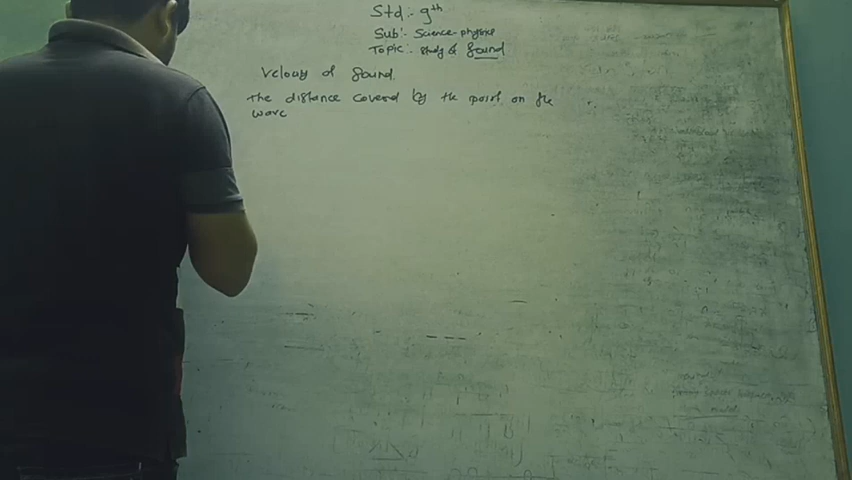 Std:- 9th
Sub:- Science-physics
Topic:- study of sound
Velocity of sound.
The distance covered by the point on the
wave